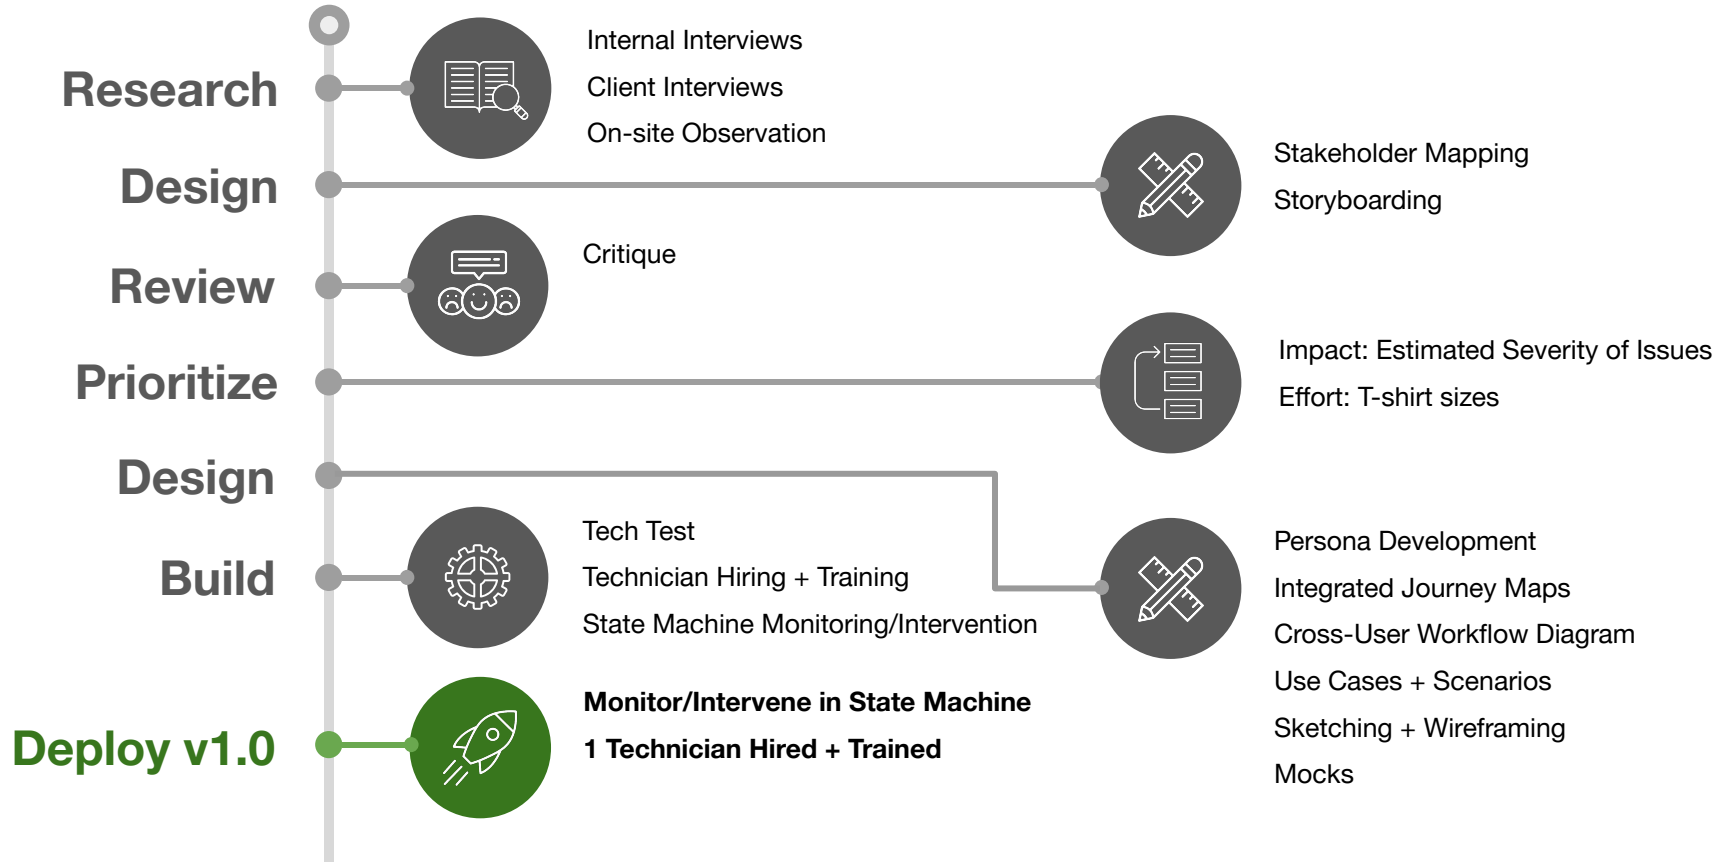 Research
Internal Interviews
Client Interviews
On-site Observation
Design
Stakeholder Mapping
Storyboarding
Review
Critique
Prioritize
Impact: Estimated Severity of Issues
Effort: T-shirt sizes
Design
Persona Development
Integrated Journey Maps
Cross-User Workflow Diagram
Use Cases + Scenarios
Sketching + Wireframing
Mocks
Build
Tech Test
Technician Hiring + Training
State Machine Monitoring/Intervention
Deploy v1.0
Monitor/Intervene in State Machine
1 Technician Hired + Trained